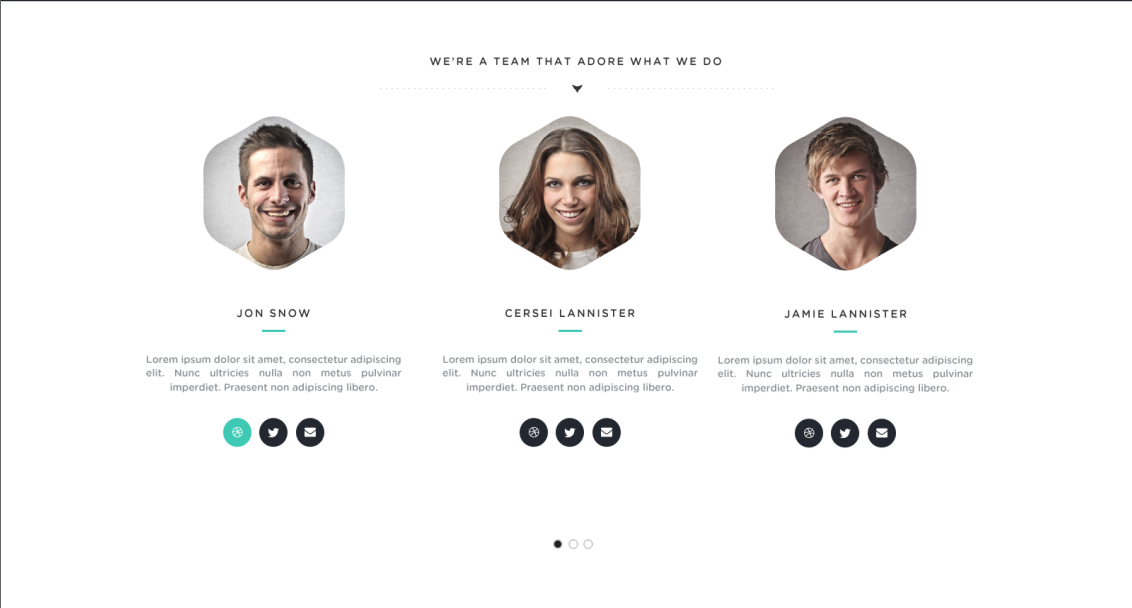 WE'RE A TEAM THAT ADORE WHAT WE DO
JON SNOW
Lorem ipsum dolor sit amet, consectetur adipiscing
elit. Nunc ultricies nulla non metus pulvinar
imperdiet. Praesent non adipiscing libero.
CERSEI LANNISTER
Lorem ipsum dolor sit amet, consectetur adipiscing
elit. Nunc ultricies nulla non metus pulvinar
imperdiet. Praesent non adipiscing libero.
JAMIE LANNISTER
Lorem ipsum dolor sit amet, consectetur adipiscing
elit. Nunc ultricies nulla non metus pulvinar
imperdiet. Praesent non adipiscing libero.